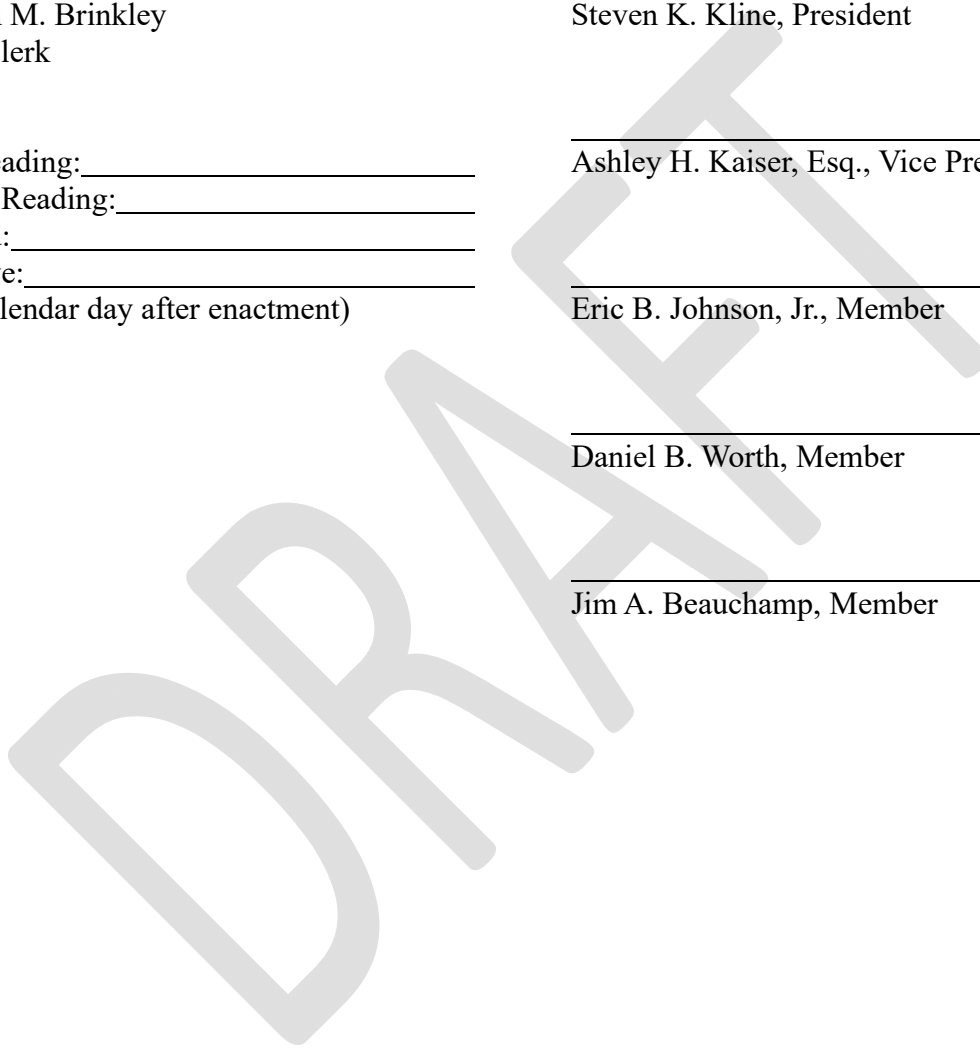 M. Brinkley
lerk
eading:
Reading:
:
e:
lendar day after enactment)
Steven K. Kline, President
Ashley H. Kaiser, Esq., Vice Pre
Eric B. Johnson, Jr., Member
Daniel B. Worth, Member
Jim A. Beauchamp, Member
DRAFT